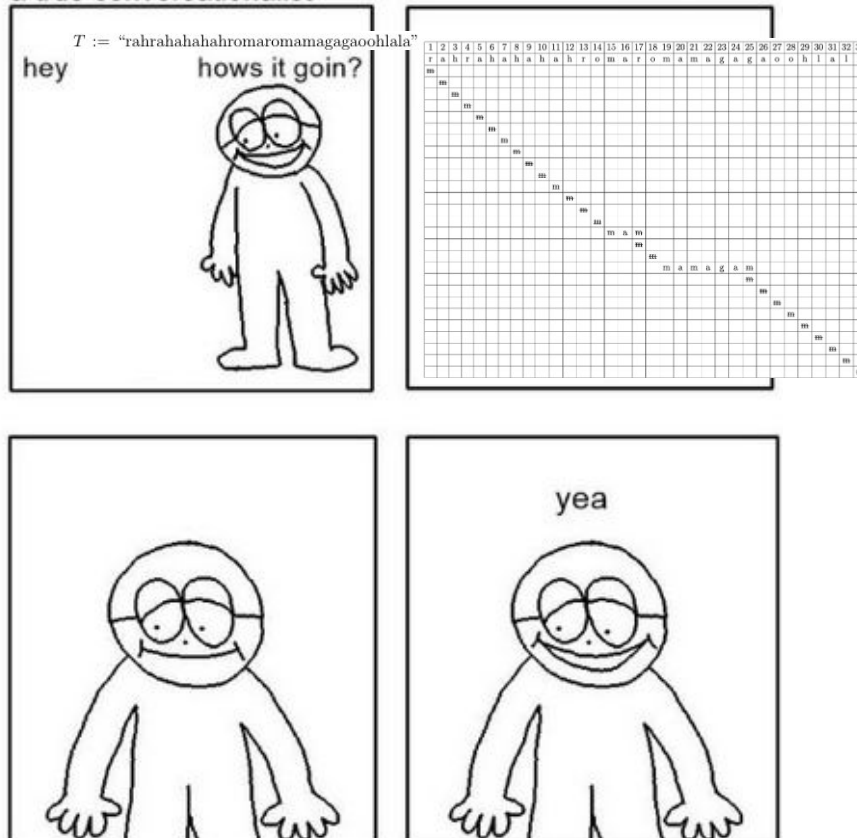 T := “rahrahahahahromaromamagagaoohlala”
hey
hows it goin?
1 2 3 4 5 6 7 8 9 10 11 12 13 14 15 16 17 18 19 20 21 22 23 24 25 26 27 28 29 30 31 32
r a h r a h a h a h a h r o m a r o m a m a g a g a o o h l a l
m
m
m
m
m
m
m
m
m
m
m
m
m
m
m a m
m
m
m a m a g a m
m
m
m
m
m
m
m
m
yea